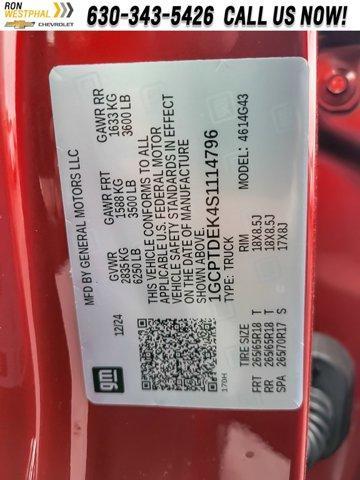 RON
WESTPHAL
CHEVROLET
630-343-5426 CALL US NOW!
MFD BY GENERAL MOTORS LLC
12/24
GVWR GAWR FRT GAWR RR
2835 KG 1588 KG 1633 KG
6250 LB 3500 LB 3600 LB
THIS VEHICLE CONFORMS TO ALL
APPLICABLE U.S. FEDERAL MOTOR
VEHICLE SAFETY STANDARDS IN EFFECT
ON THE DATE OF MANUFACTURE
SHOWN ABOVE.
1GCPTDEK4S1114796
TYPE: TRUCK 4614G43
gm
170H
TIRE SIZE RIM
FRT 265/65R18 T 18X8.5J
RR 265/65R18 T 18X8.5J
SPA 265/70R17 S 17X8J